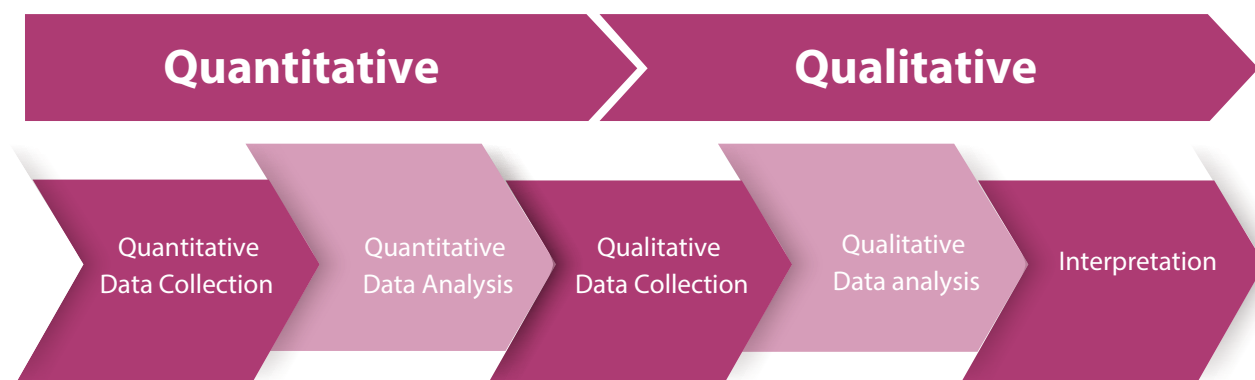 Quantitative
Qualitative
Quantitative
Data Collection
Quantitative
Data Analysis
Qualitative
Data Collection
Qualitative
Data analysis
Interpretation